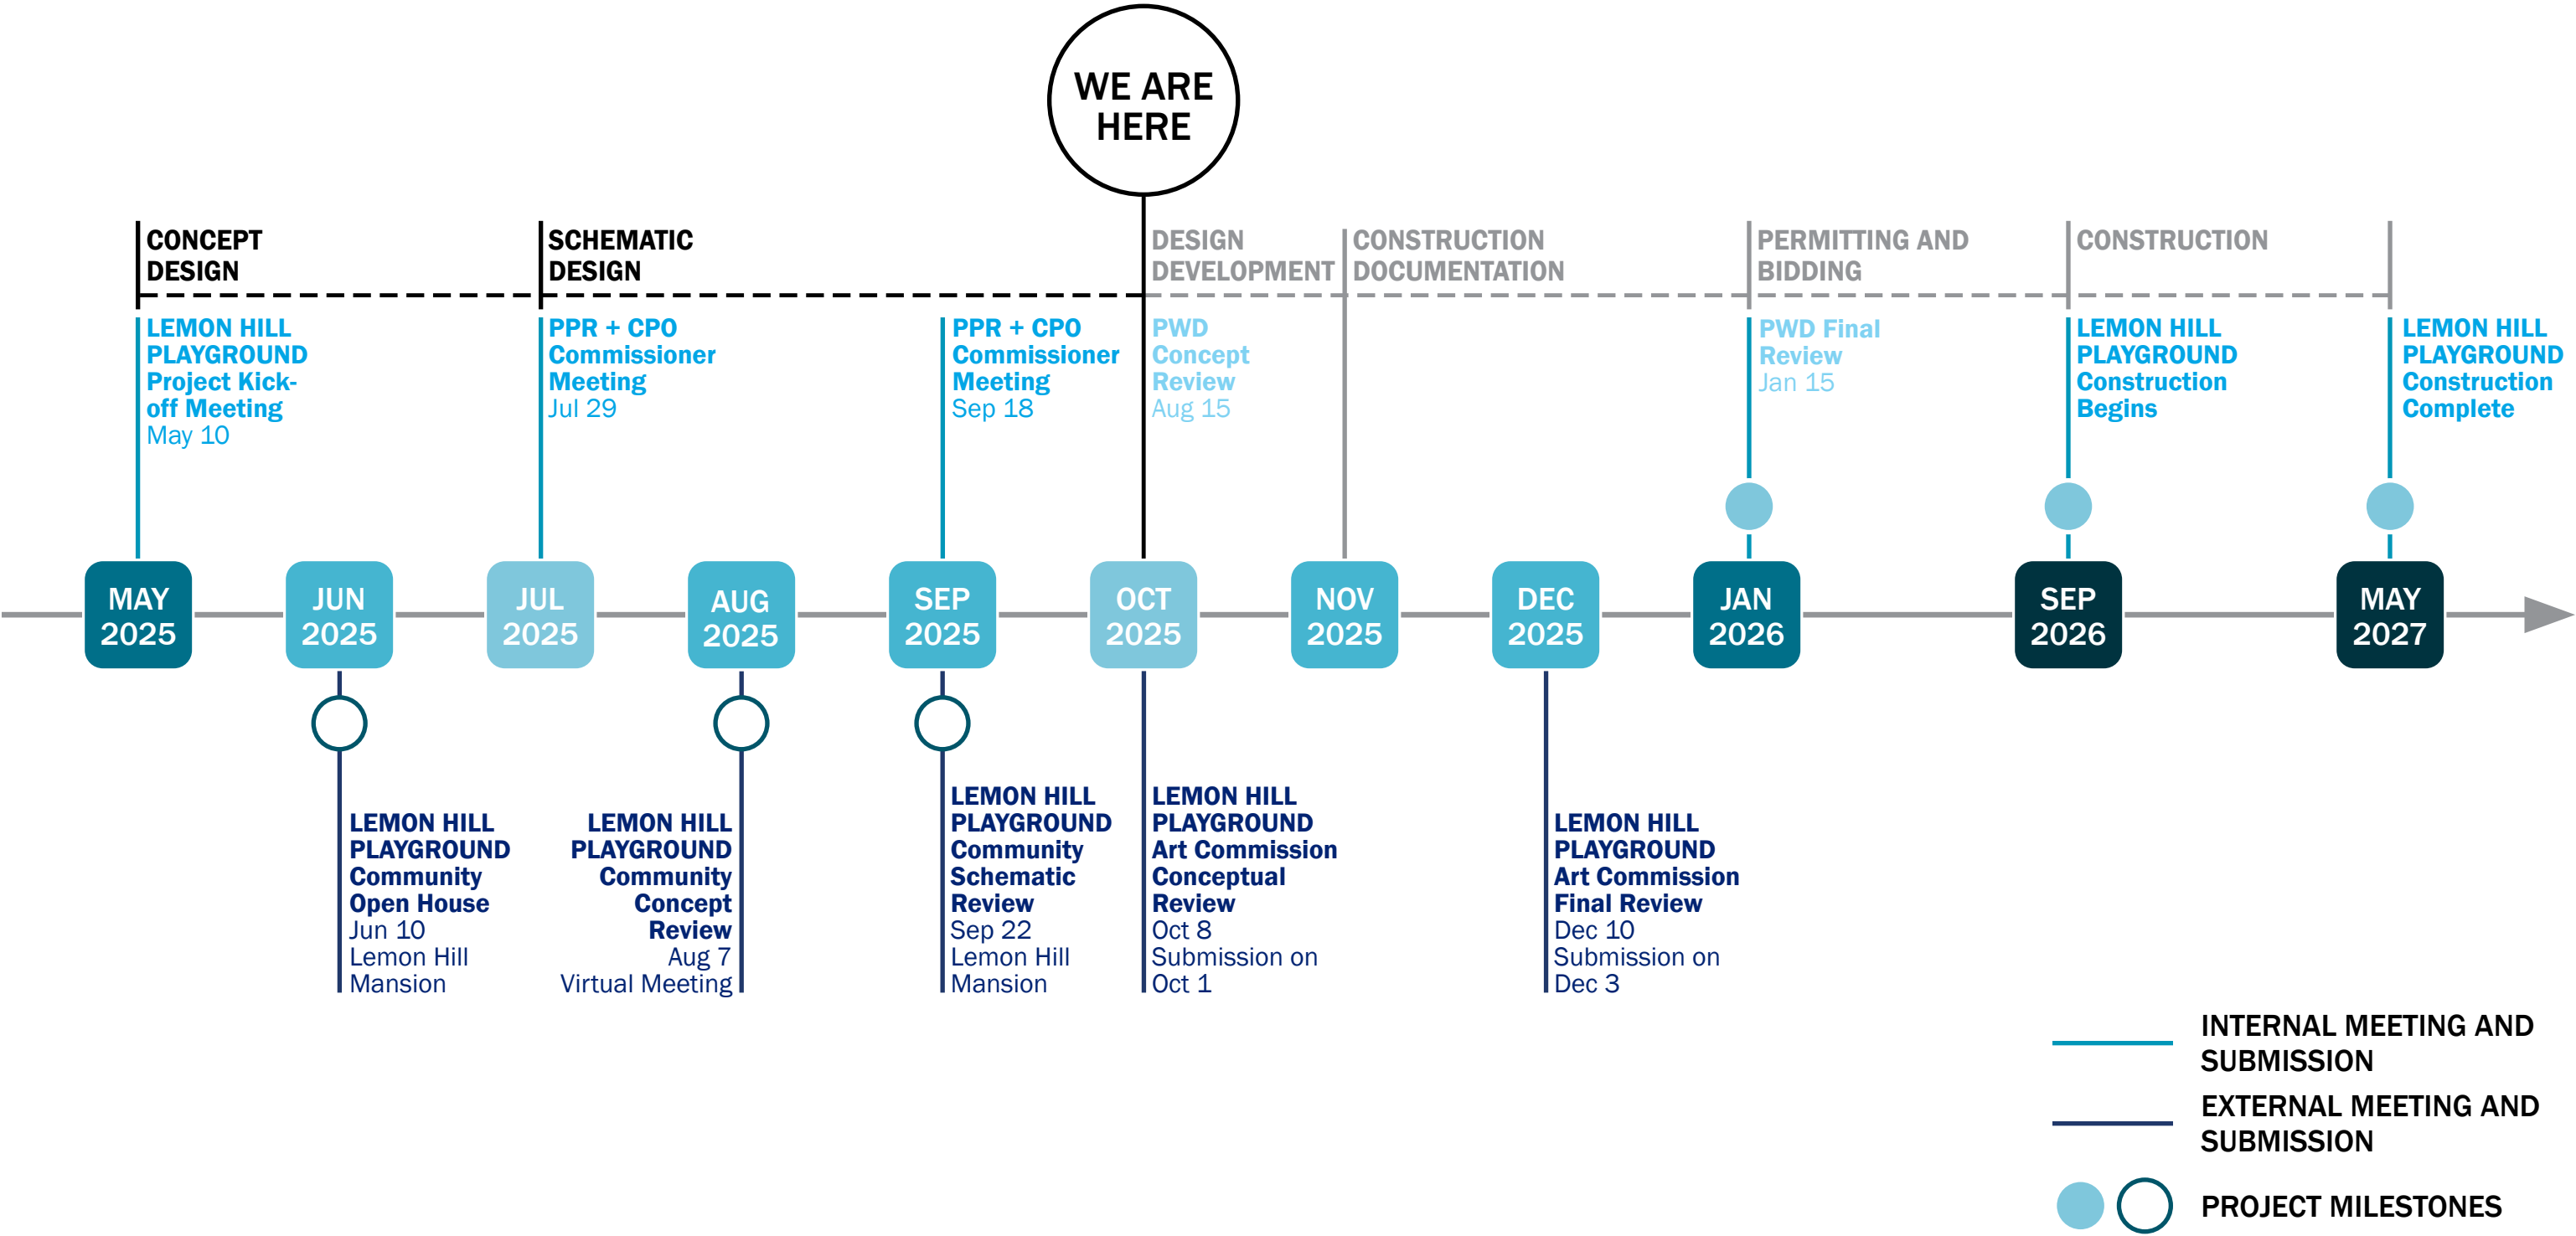 WE ARE
HERE
CONCEPT
DESIGN
SCHEMATIC
DESIGN
DESIGN
DEVELOPMENT
CONSTRUCTION
DOCUMENTATION
PERMITTING AND
BIDDING
CONSTRUCTION
LEMON HILL
PLAYGROUND
Project Kick-
off Meeting
May 10
PPR + CPO
Commissioner
Meeting
Jul 29
PPR + CPO
Commissioner
Meeting
Sep 18
PWD
Concept
Review
Aug 15
PWD Final
Review
Jan 15
LEMON HILL
PLAYGROUND
Construction
Begins
LEMON HILL
PLAYGROUND
Construction
Complete
MAY
2025
JUN
2025
JUL
2025
AUG
2025
SEP
2025
OCT
2025
NOV
2025
DEC
2025
JAN
2026
SEP
2026
MAY
2027
LEMON HILL
PLAYGROUND
Community
Open House
Jun 10
Lemon Hill
Mansion
LEMON HILL
PLAYGROUND
Community
Concept
Review
Aug 7
Virtual Meeting
LEMON HILL
PLAYGROUND
Community
Schematic
Review
Sep 22
Lemon Hill
Mansion
LEMON HILL
PLAYGROUND
Art Commission
Conceptual
Review
Oct 8
Submission on
Oct 1
LEMON HILL
PLAYGROUND
Art Commission
Final Review
Dec 10
Submission on
Dec 3
INTERNAL MEETING AND
SUBMISSION
EXTERNAL MEETING AND
SUBMISSION
PROJECT MILESTONES